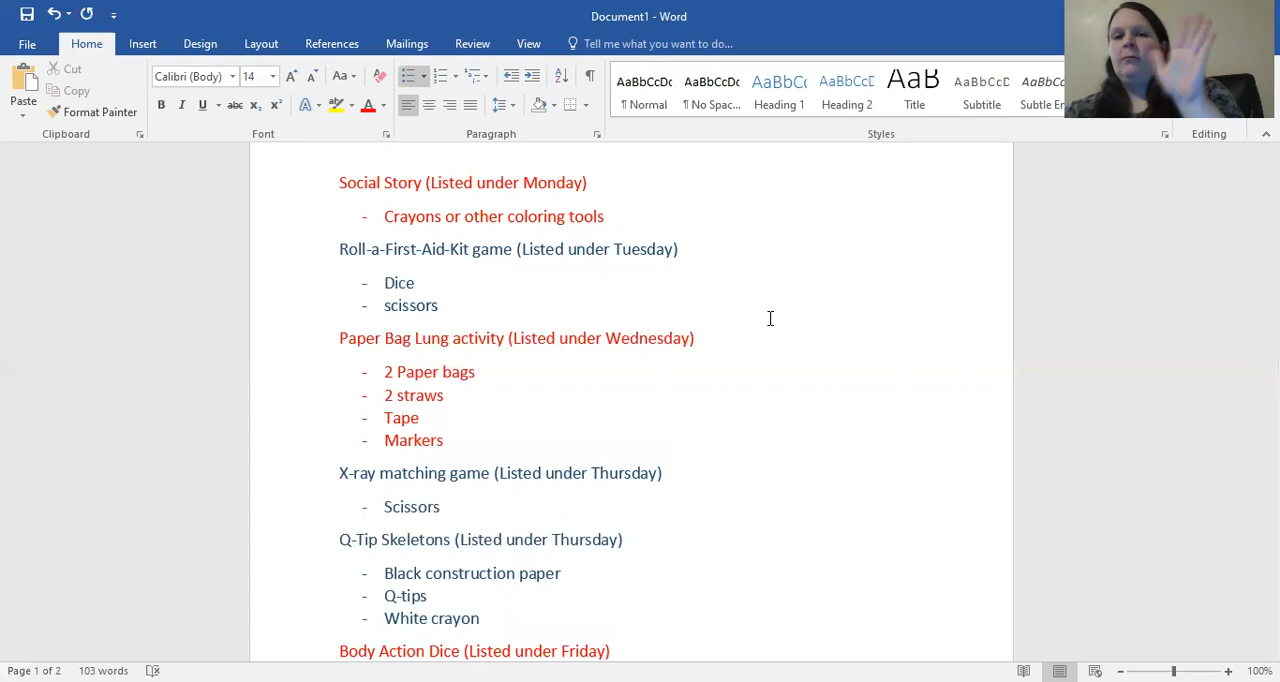 Document1 - Word
File Home Insert Design Layout References Mailings Review View Tell me what you want to do...
Paste
Cut
Copy
Format Painter
Calibri (Body) 14
AaBbCcDc AaBbCcDc AaBbCc AaBbCcD AaB AaBbCcD AaBbCcD
¶ Normal ¶ No Spac... Heading 1 Heading 2 Title Subtitle Subtle Em
Clipboard Font Paragraph Styles Editing
Social Story (Listed under Monday)
- Crayons or other coloring tools
Roll-a-First-Aid-Kit game (Listed under Tuesday)
- Dice
- scissors
Paper Bag Lung activity (Listed under Wednesday)
- 2 Paper bags
- 2 straws
- Tape
- Markers
X-ray matching game (Listed under Thursday)
- Scissors
Q-Tip Skeletons (Listed under Thursday)
- Black construction paper
- Q-tips
- White crayon
Body Action Dice (Listed under Friday)
Page 1 of 2 103 words 100%